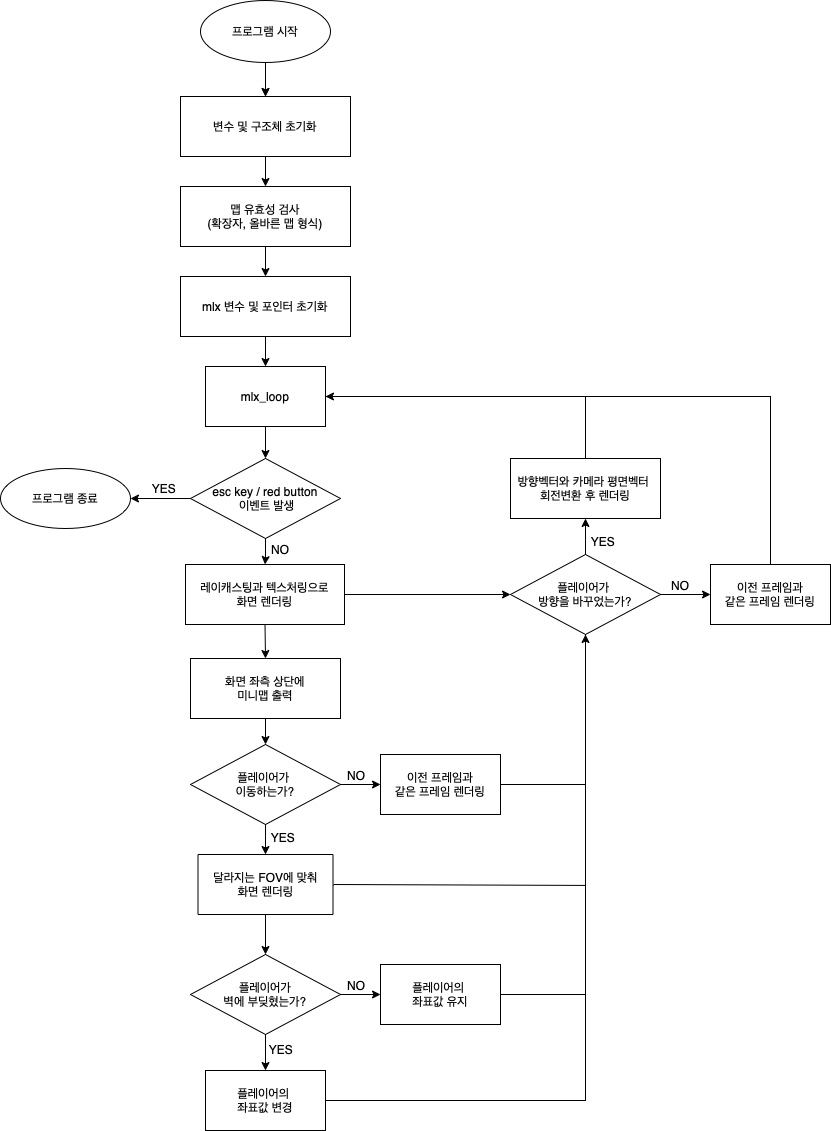 프로그램 시작
변수 및 구조체 초기화
맵 유효성 검사
(확장자, 올바른 맵 형식)
mlx 변수 및 포인터 초기화
mlx_loop
esc key / red button
이벤트 발생
YES
프로그램 종료
NO
레이캐스팅과 텍스처링으로
화면 렌더링
방향벡터와 카메라 평면벡터
회전변환 후 렌더링
YES
플레이어가
방향을 바꾸었는가?
NO
이전 프레임과
같은 프레임 렌더링
화면 좌측 상단에
미니맵 출력
플레이어가
이동하는가?
NO
이전 프레임과
같은 프레임 렌더링
YES
달라지는 FOV에 맞춰
화면 렌더링
플레이어가
벽에 부딪혔는가?
NO
플레이어의
좌표값 유지
YES
플레이어의
좌표값 변경